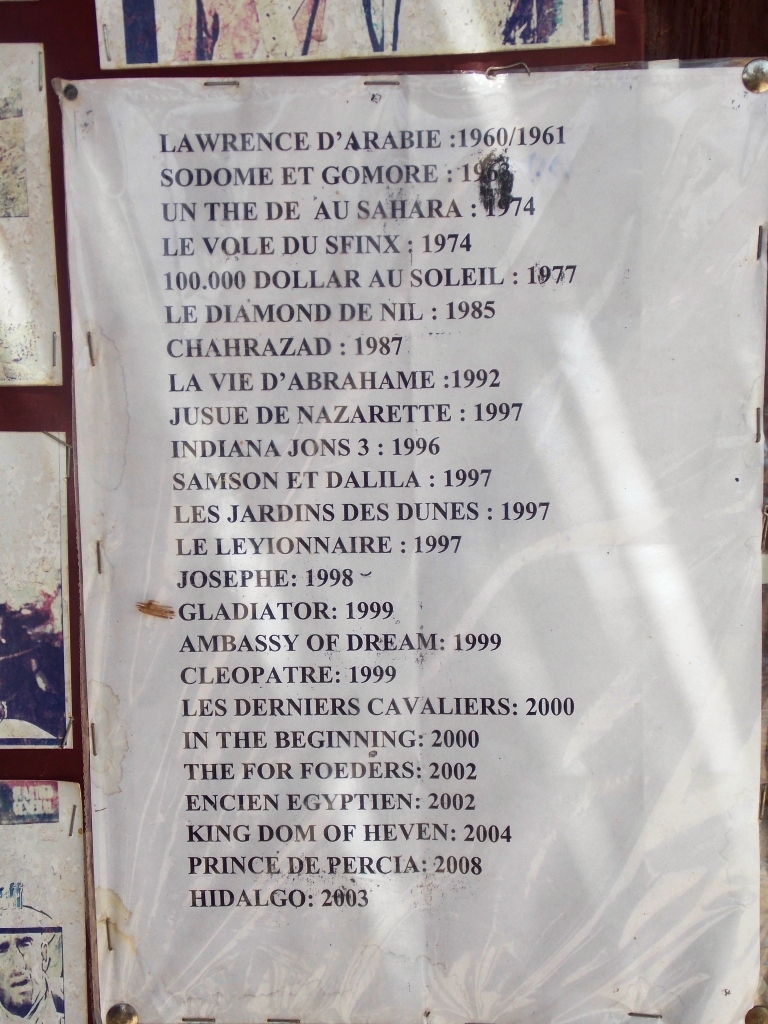 LAWRENCE D'ARABIE :1960/1961
SODOME ET GOMORE :
UN THE DE AU SAHARA : 1974
LE VOLE DU SFINX : 1974
100.000 DOLLAR AU SOLEIL : 1977
LE DIAMOND DE NIL : 1985
CHAHRAZAD : 1987
LA VIE D'ABRAHAME :1992
JUSUE DE NAZARETTE : 1997
INDIANA JONS 3 : 1996
SAMSON ET DALILA : 1997
LES JARDINS DES DUNES : 1997
LE LEYIONNAIRE : 1997
JOSEPHE: 1998
GLADIATOR: 1999
AMBASSY OF DREAM: 1999
CLEOPATRE: 1999
LES DERNIERS CAVALIERS: 2000
IN THE BEGINNING: 2000
THE FOR FOEDERS: 2002
ENCIEN EGYPTIEN: 2002
KING DOM OF HEVEN: 2004
PRINCE DE PERCIA: 2008
HIDALGO: 2003